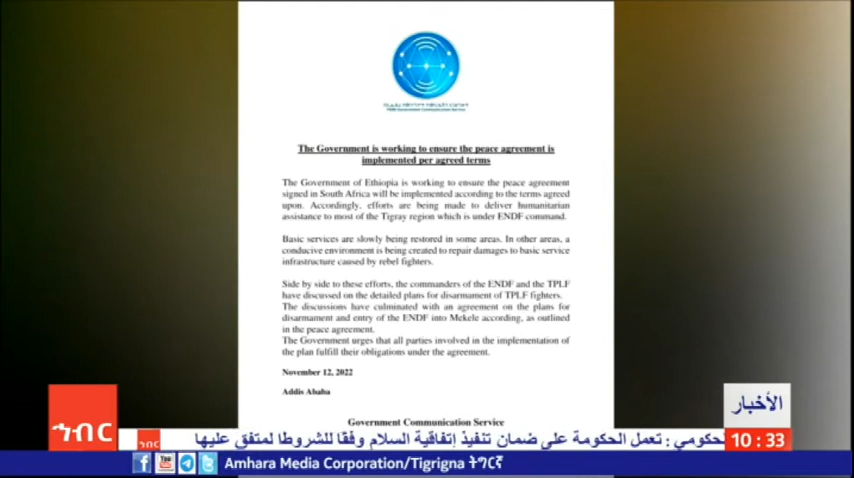 The Government is working to ensure the peace agreement is
implemented per agreed terms
The Government of Ethiopia is working to ensure the peace agreement
signed in South Africa will be implemented according to the terms agreed
upon. Accordingly, efforts are being made to deliver humanitarian
assistance to most of the Tigray region which is under ENDF command.
Basic services are slowly being restored in some areas. In other areas, a
conducive environment is being created to repair damages to basic service
infrastructure caused by rebel fighters.
Side by side to these efforts, the commanders of the ENDF and the TPLF
have discussed on the detailed plans for disarmament of TPLF fighters.
The discussions have culminated with an agreement on the plans for
disarmament and entry of the ENDF into Mekele according, as outlined
in the peace agreement.
The Government urges that all parties involved in the implementation of
the plan fulfill their obligations under the agreement.
November 12, 2022
Addis Ababa
Government Communication Service
الأخبار
ኅብር
ኅብር
لحكومي : تعمل الحكومة على ضمان تنفيذ إتفاقية السلام وفقًا للشروطا لمتفق عليها
10 : 33
You
Amhara Media Corporation/Tigrigna ትግርኛ